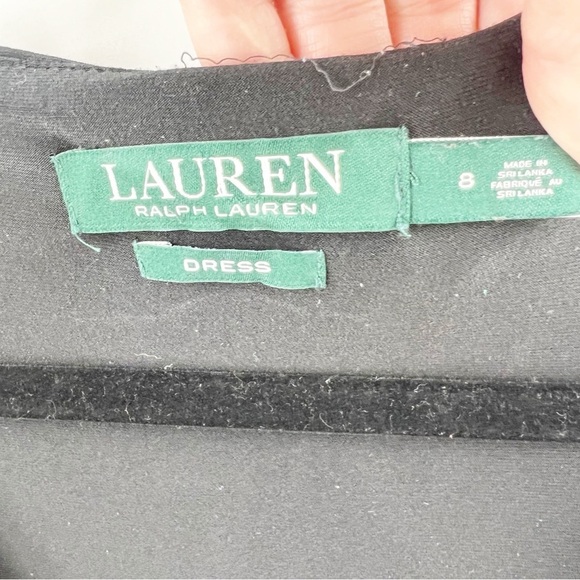 LAUREN
RALPH LAUREN
DRESS
8
MADE IN
SRI LANKA
FABRIQUÉ AU
SRI LANKA